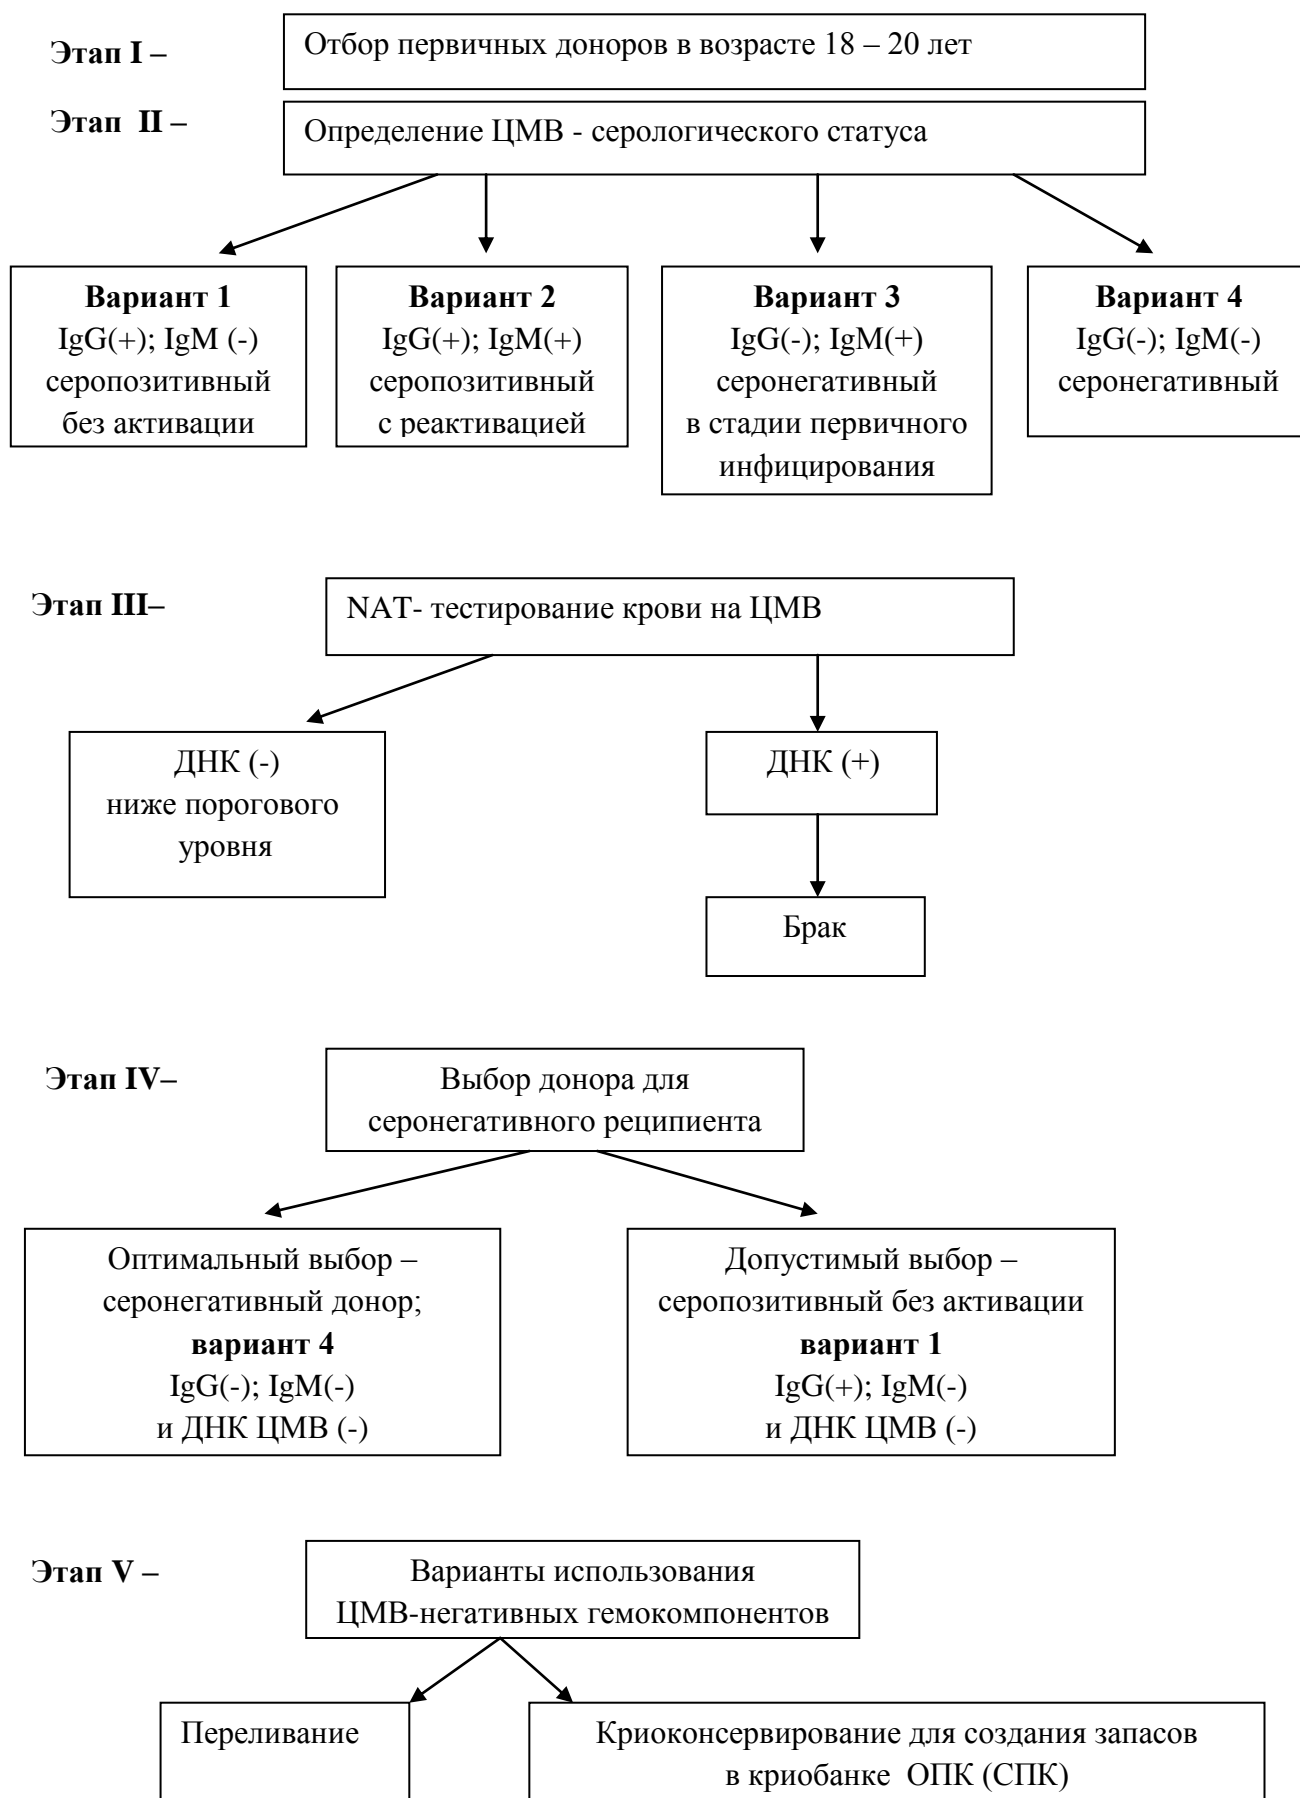 Этап I –
Отбор первичных доноров в возрасте 18 – 20 лет
Этап  II –
Определение ЦМВ - серологического статуса
Вариант 1
IgG(+); IgM (-)
серопозитивный
без активации
Вариант 2
IgG(+); IgM(+)
серопозитивный
с реактивацией
Вариант 3
IgG(-); IgM(+)
серонегативный
в стадии первичного
инфицирования
Вариант 4
IgG(-); IgM(-)
серонегативный
Этап III–
NAT- тестирование крови на ЦМВ
ДНК (-)
ниже порогового
уровня
ДНК (+)
Брак
Этап IV–
Выбор донора для
серонегативного реципиента
Оптимальный выбор –
серонегативный донор;
вариант 4
IgG(-); IgM(-)
и ДНК ЦМВ (-)
Допустимый выбор –
серопозитивный без активации
вариант 1
IgG(+); IgM(-)
и ДНК ЦМВ (-)
Этап V –
Варианты использования
ЦМВ-негативных гемокомпонентов
Переливание
Криоконсервирование для создания запасов
в криобанке  ОПК (СПК)